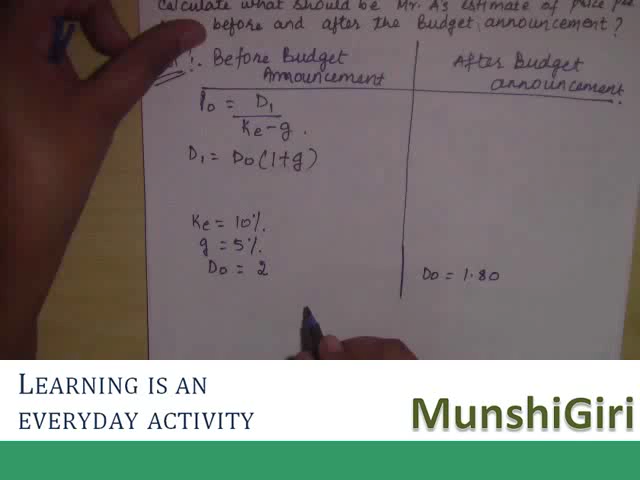 Calculate what should be Mr. A's estimate of price per
before and after the Budget announcement?
Before Budget Announcement
After Budget announcement
P0 = D1 / Ke - g
D1 = D0 (1+g)
Ke = 10%
g = 5%
D0 = 2
D0 = 1.80
LEARNING IS AN
EVERYDAY ACTIVITY
MunshiGiri